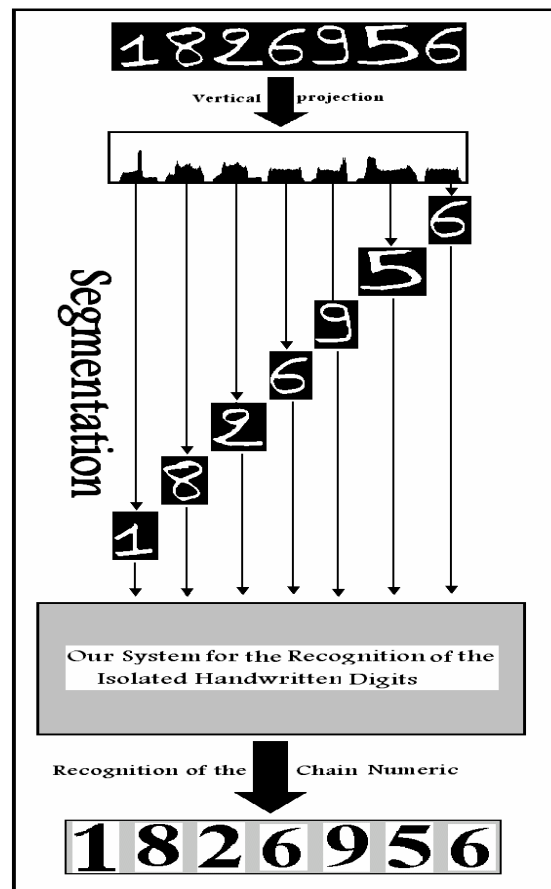 1826956
Vertical projection
6
5
9
6
2
8
1
Segmentation
Our System for the Recognition of the
Isolated Handwritten Digits
Recognition of the Chain Numeric
1826956